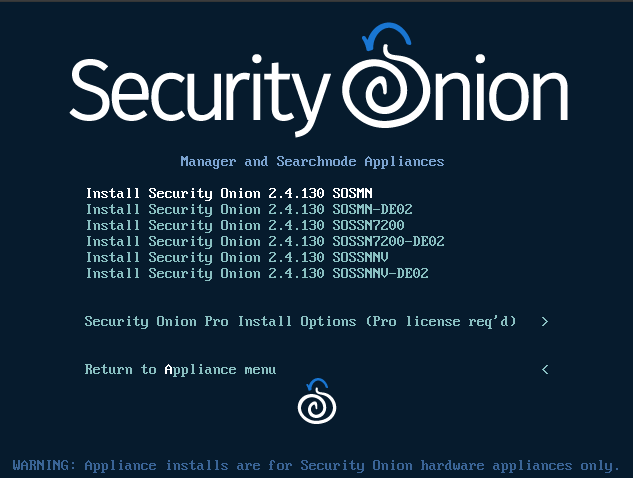 Security Onion
Manager and Searchnode Appliances
Install Security Onion 2.4.130 SOSMN
Install Security Onion 2.4.130 SOSMN-DE02
Install Security Onion 2.4.130 SOSSN7200
Install Security Onion 2.4.130 SOSSN7200-DE02
Install Security Onion 2.4.130 SOSSNNV
Install Security Onion 2.4.130 SOSSNNV-DE02
Security Onion Pro Install Options (Pro license req'd) >
Return to Appliance menu <
WARNING: Appliance installs are for Security Onion hardware appliances only.